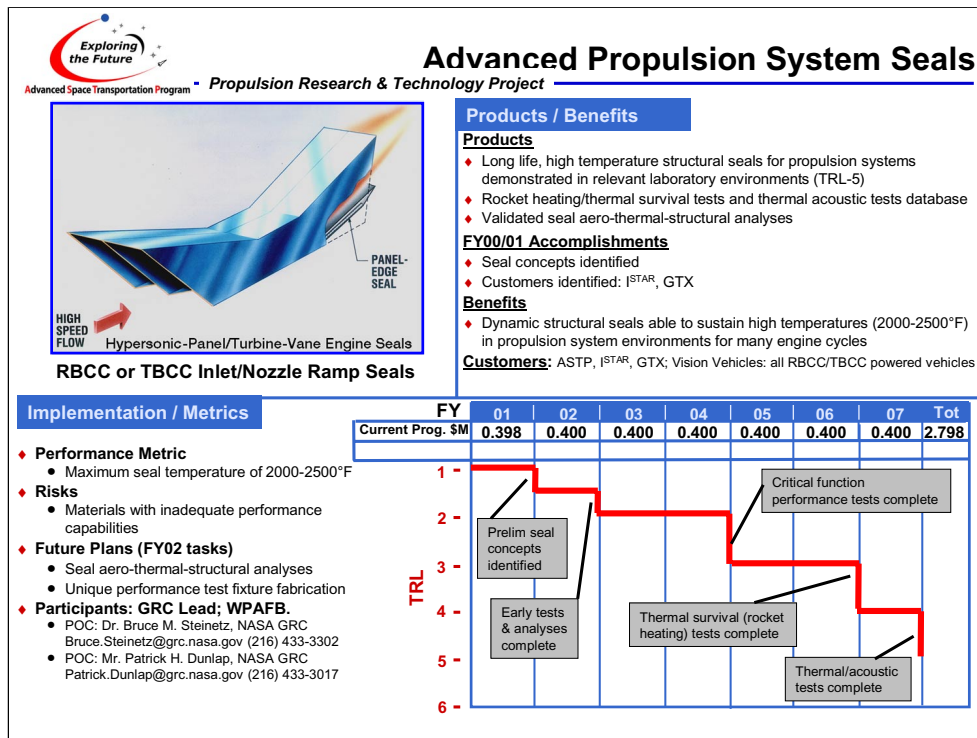 Exploring
the Future
Advanced Space Transportation Program
Advanced Propulsion System Seals
Propulsion Research & Technology Project
PANEL-
EDGE
SEAL
HIGH
SPEED
FLOW
Hypersonic-Panel/Turbine-Vane Engine Seals
RBCC or TBCC Inlet/Nozzle Ramp Seals
Products / Benefits
Products
♦ Long life, high temperature structural seals for propulsion systems
demonstrated in relevant laboratory environments (TRL-5)
♦ Rocket heating/thermal survival tests and thermal acoustic tests database
♦ Validated seal aero-thermal-structural analyses
FY00/01 Accomplishments
♦ Seal concepts identified
♦ Customers identified: ISTAR, GTX
Benefits
♦ Dynamic structural seals able to sustain high temperatures (2000-2500°F)
in propulsion system environments for many engine cycles
Customers: ASTP, ISTAR, GTX; Vision Vehicles: all RBCC/TBCC powered vehicles
Implementation / Metrics
♦ Performance Metric
• Maximum seal temperature of 2000-2500°F
♦ Risks
• Materials with inadequate performance
capabilities
♦ Future Plans (FY02 tasks)
• Seal aero-thermal-structural analyses
• Unique performance test fixture fabrication
♦ Participants: GRC Lead; WPAFB.
• POC: Dr. Bruce M. Steinetz, NASA GRC
Bruce.Steinetz@grc.nasa.gov (216) 433-3302
• POC: Mr. Patrick H. Dunlap, NASA GRC
Patrick.Dunlap@grc.nasa.gov (216) 433-3017
FY 01 02 03 04 05 06 07 Tot
Current Prog. $M 0.398 0.400 0.400 0.400 0.400 0.400 0.400 2.798
TRL
1
2
3
4
5
6
Prelim seal
concepts
identified
Early tests
& analyses
complete
Critical function
performance tests complete
Thermal survival (rocket
heating) tests complete
Thermal/acoustic
tests complete